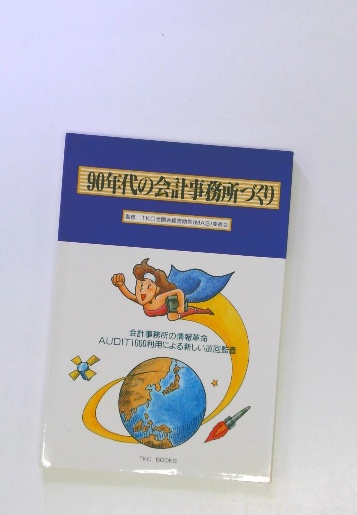 90年代の会計事務所づくり
監修 TKC全国会経営助言(MAS)委員会
会計事務所の情報革命
AUDIT1000利用による新しい巡回監査
TKC BOOKS